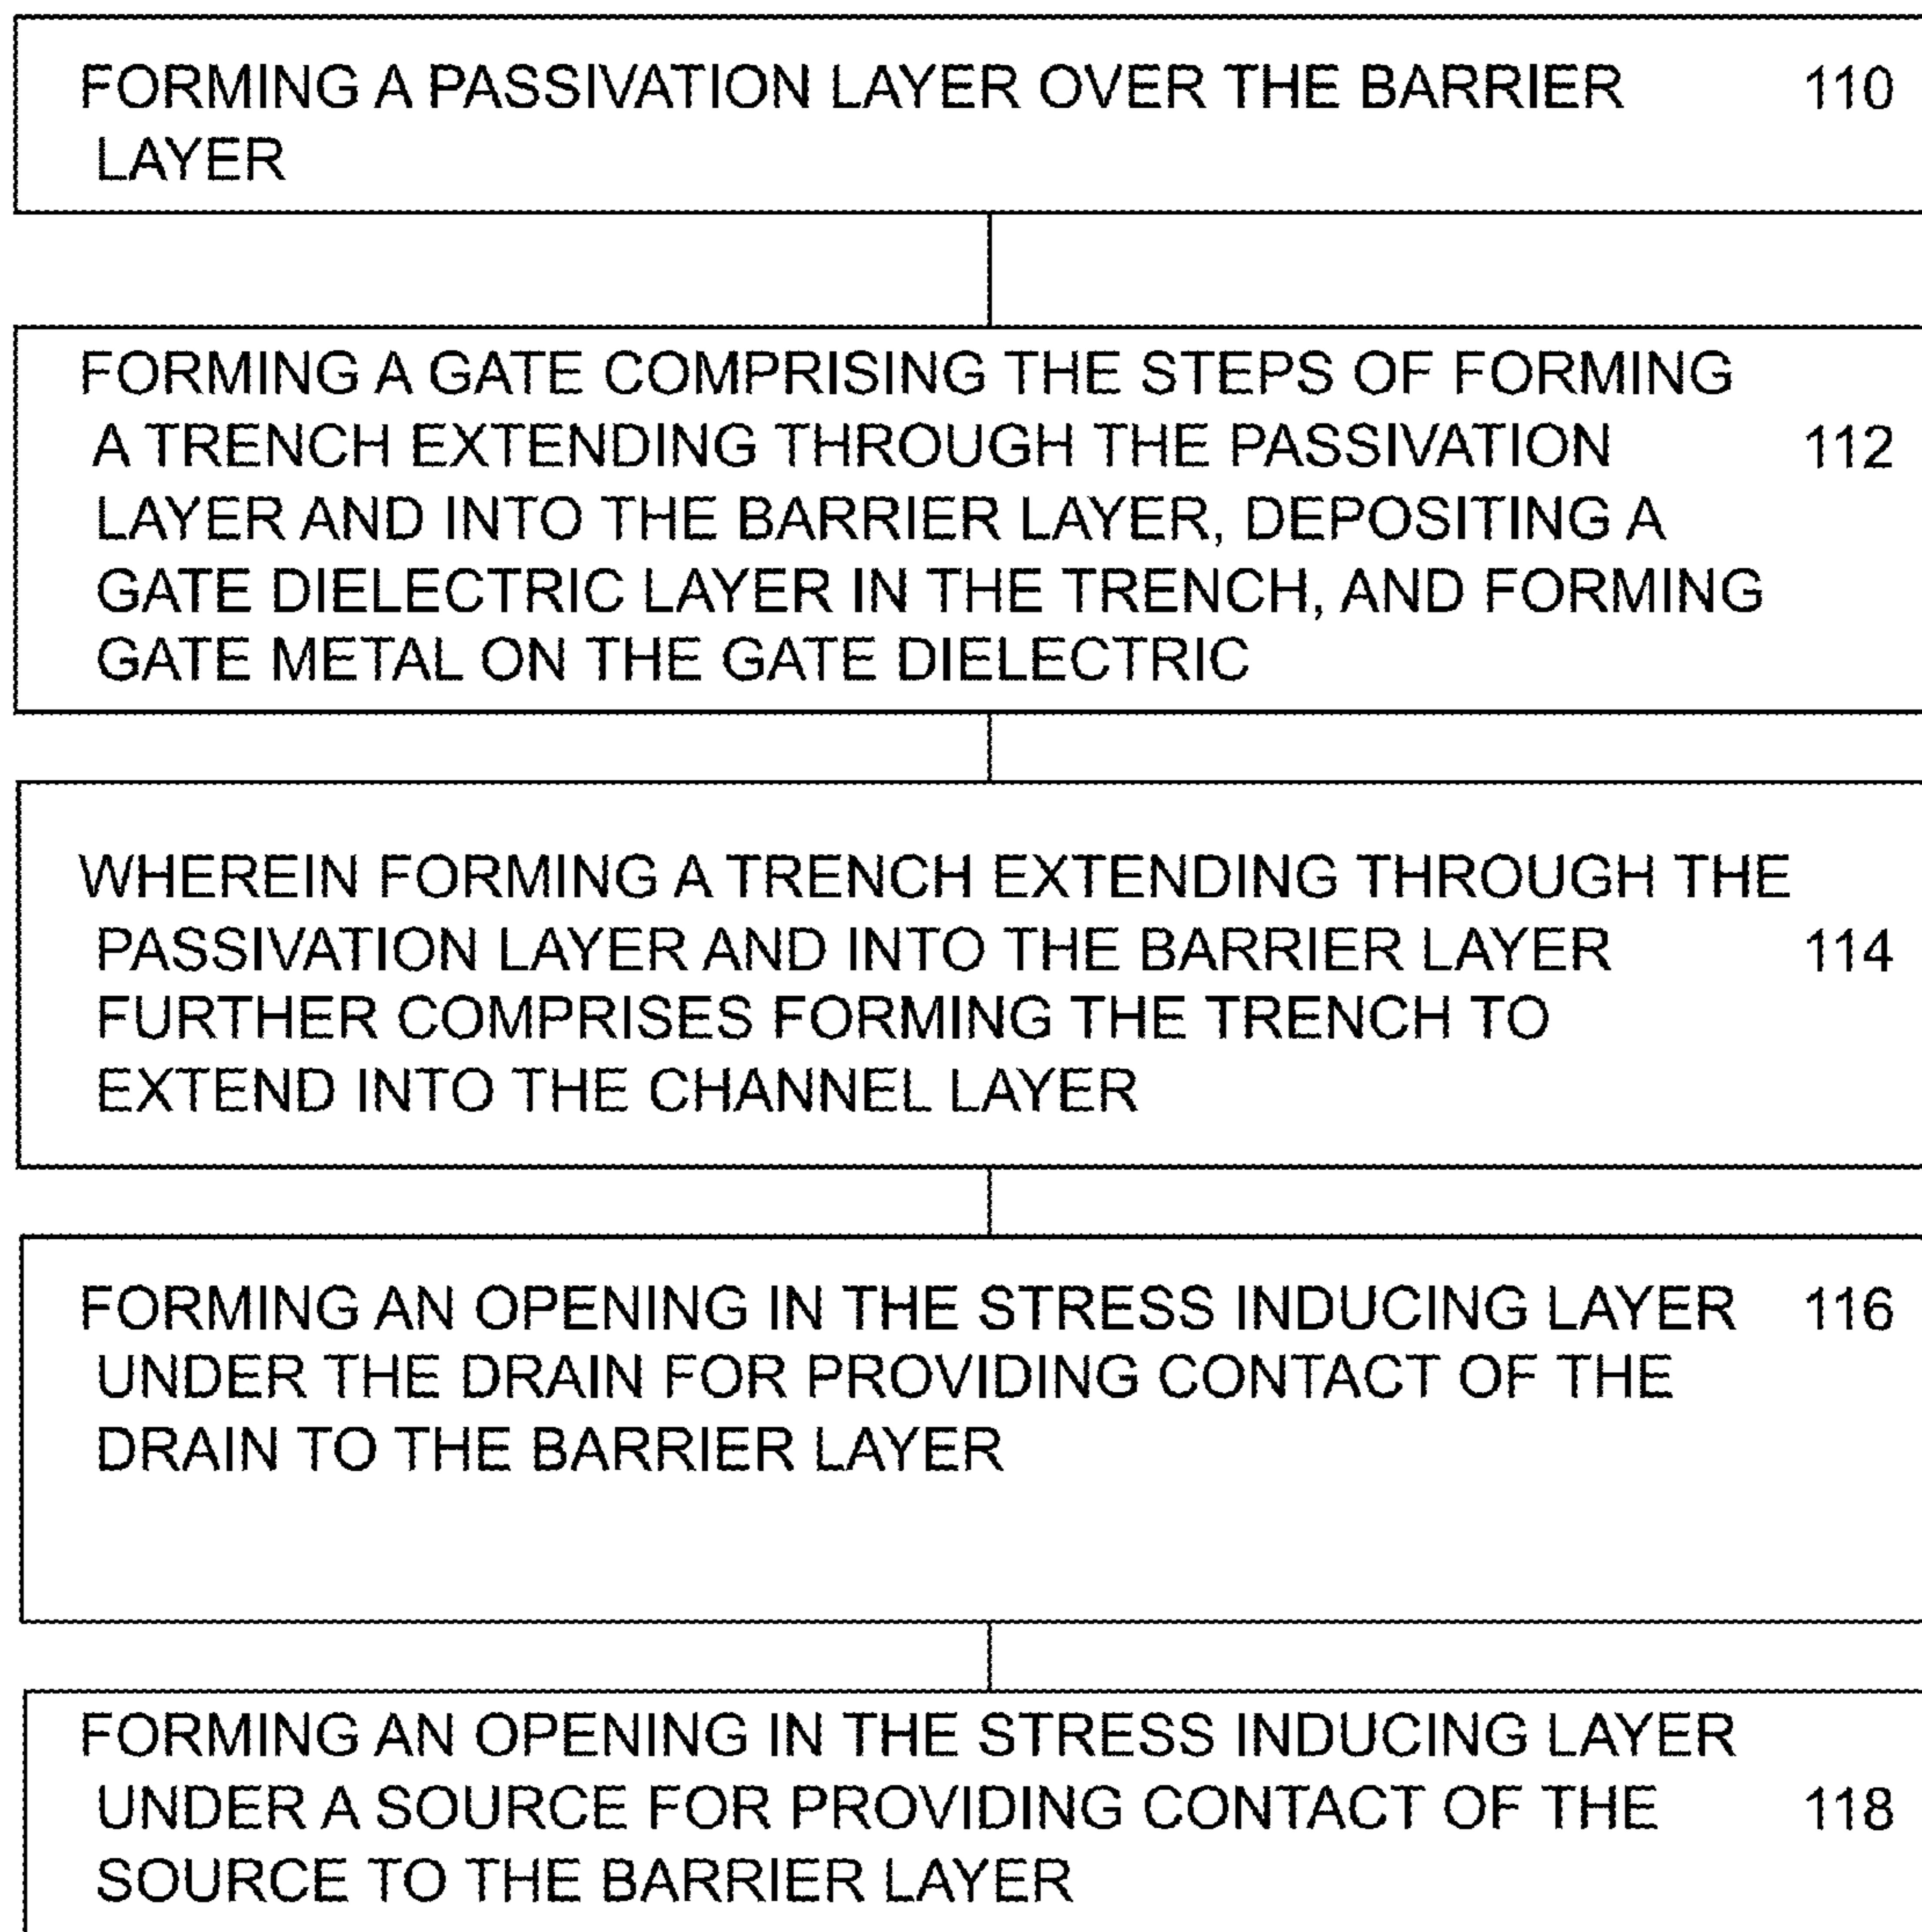 FORMING A PASSIVATION LAYER OVER THE BARRIER 110
LAYER
FORMING A GATE COMPRISING THE STEPS OF FORMING
A TRENCH EXTENDING THROUGH THE PASSIVATION 112
LAYER AND INTO THE BARRIER LAYER, DEPOSITING A
GATE DIELECTRIC LAYER IN THE TRENCH, AND FORMING
GATE METAL ON THE GATE DIELECTRIC
WHEREIN FORMING A TRENCH EXTENDING THROUGH THE
PASSIVATION LAYER AND INTO THE BARRIER LAYER 114
FURTHER COMPRISES FORMING THE TRENCH TO
EXTEND INTO THE CHANNEL LAYER
FORMING AN OPENING IN THE STRESS INDUCING LAYER 116
UNDER THE DRAIN FOR PROVIDING CONTACT OF THE
DRAIN TO THE BARRIER LAYER
FORMING AN OPENING IN THE STRESS INDUCING LAYER
UNDER A SOURCE FOR PROVIDING CONTACT OF THE 118
SOURCE TO THE BARRIER LAYER